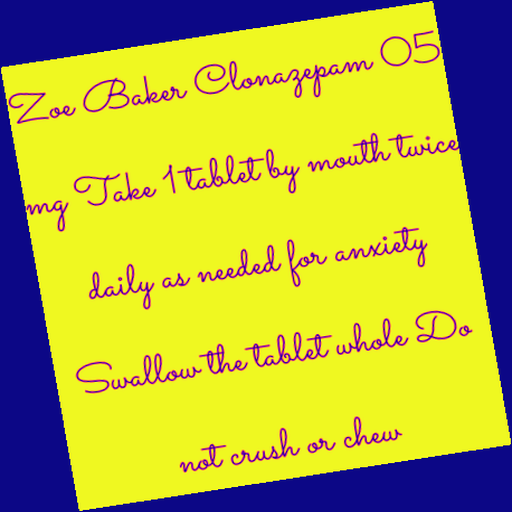 Zoe Baker Clonazepam 05
mg Take 1 tablet by mouth twice
daily as needed for anxiety
Swallow the tablet whole Do
not crush or chew